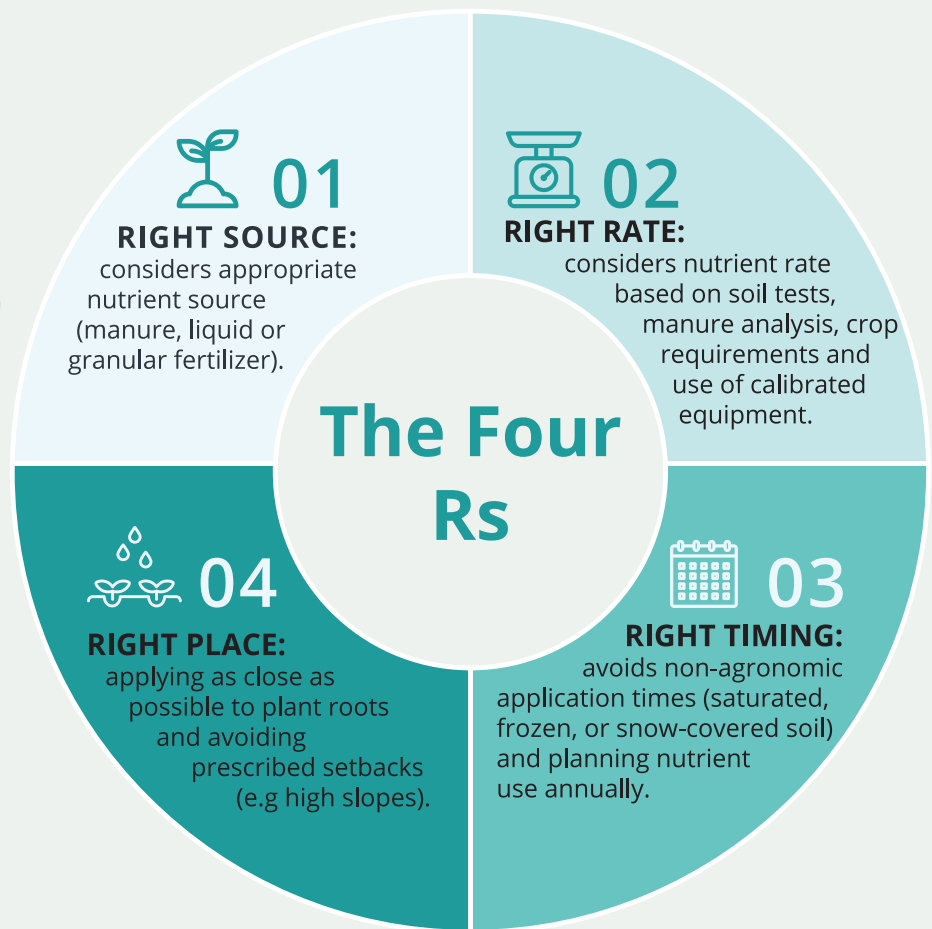 01
RIGHT SOURCE:
considers appropriate
nutrient source
(manure, liquid or
granular fertilizer).
02
RIGHT RATE:
considers nutrient rate
based on soil tests,
manure analysis, crop
requirements and
use of calibrated
equipment.
The Four
Rs
03
RIGHT TIMING:
avoids non-agronomic
application times (saturated,
frozen, or snow-covered soil)
and planning nutrient
use annually.
04
RIGHT PLACE:
applying as close as
possible to plant roots
and avoiding
prescribed setbacks
(e.g high slopes).